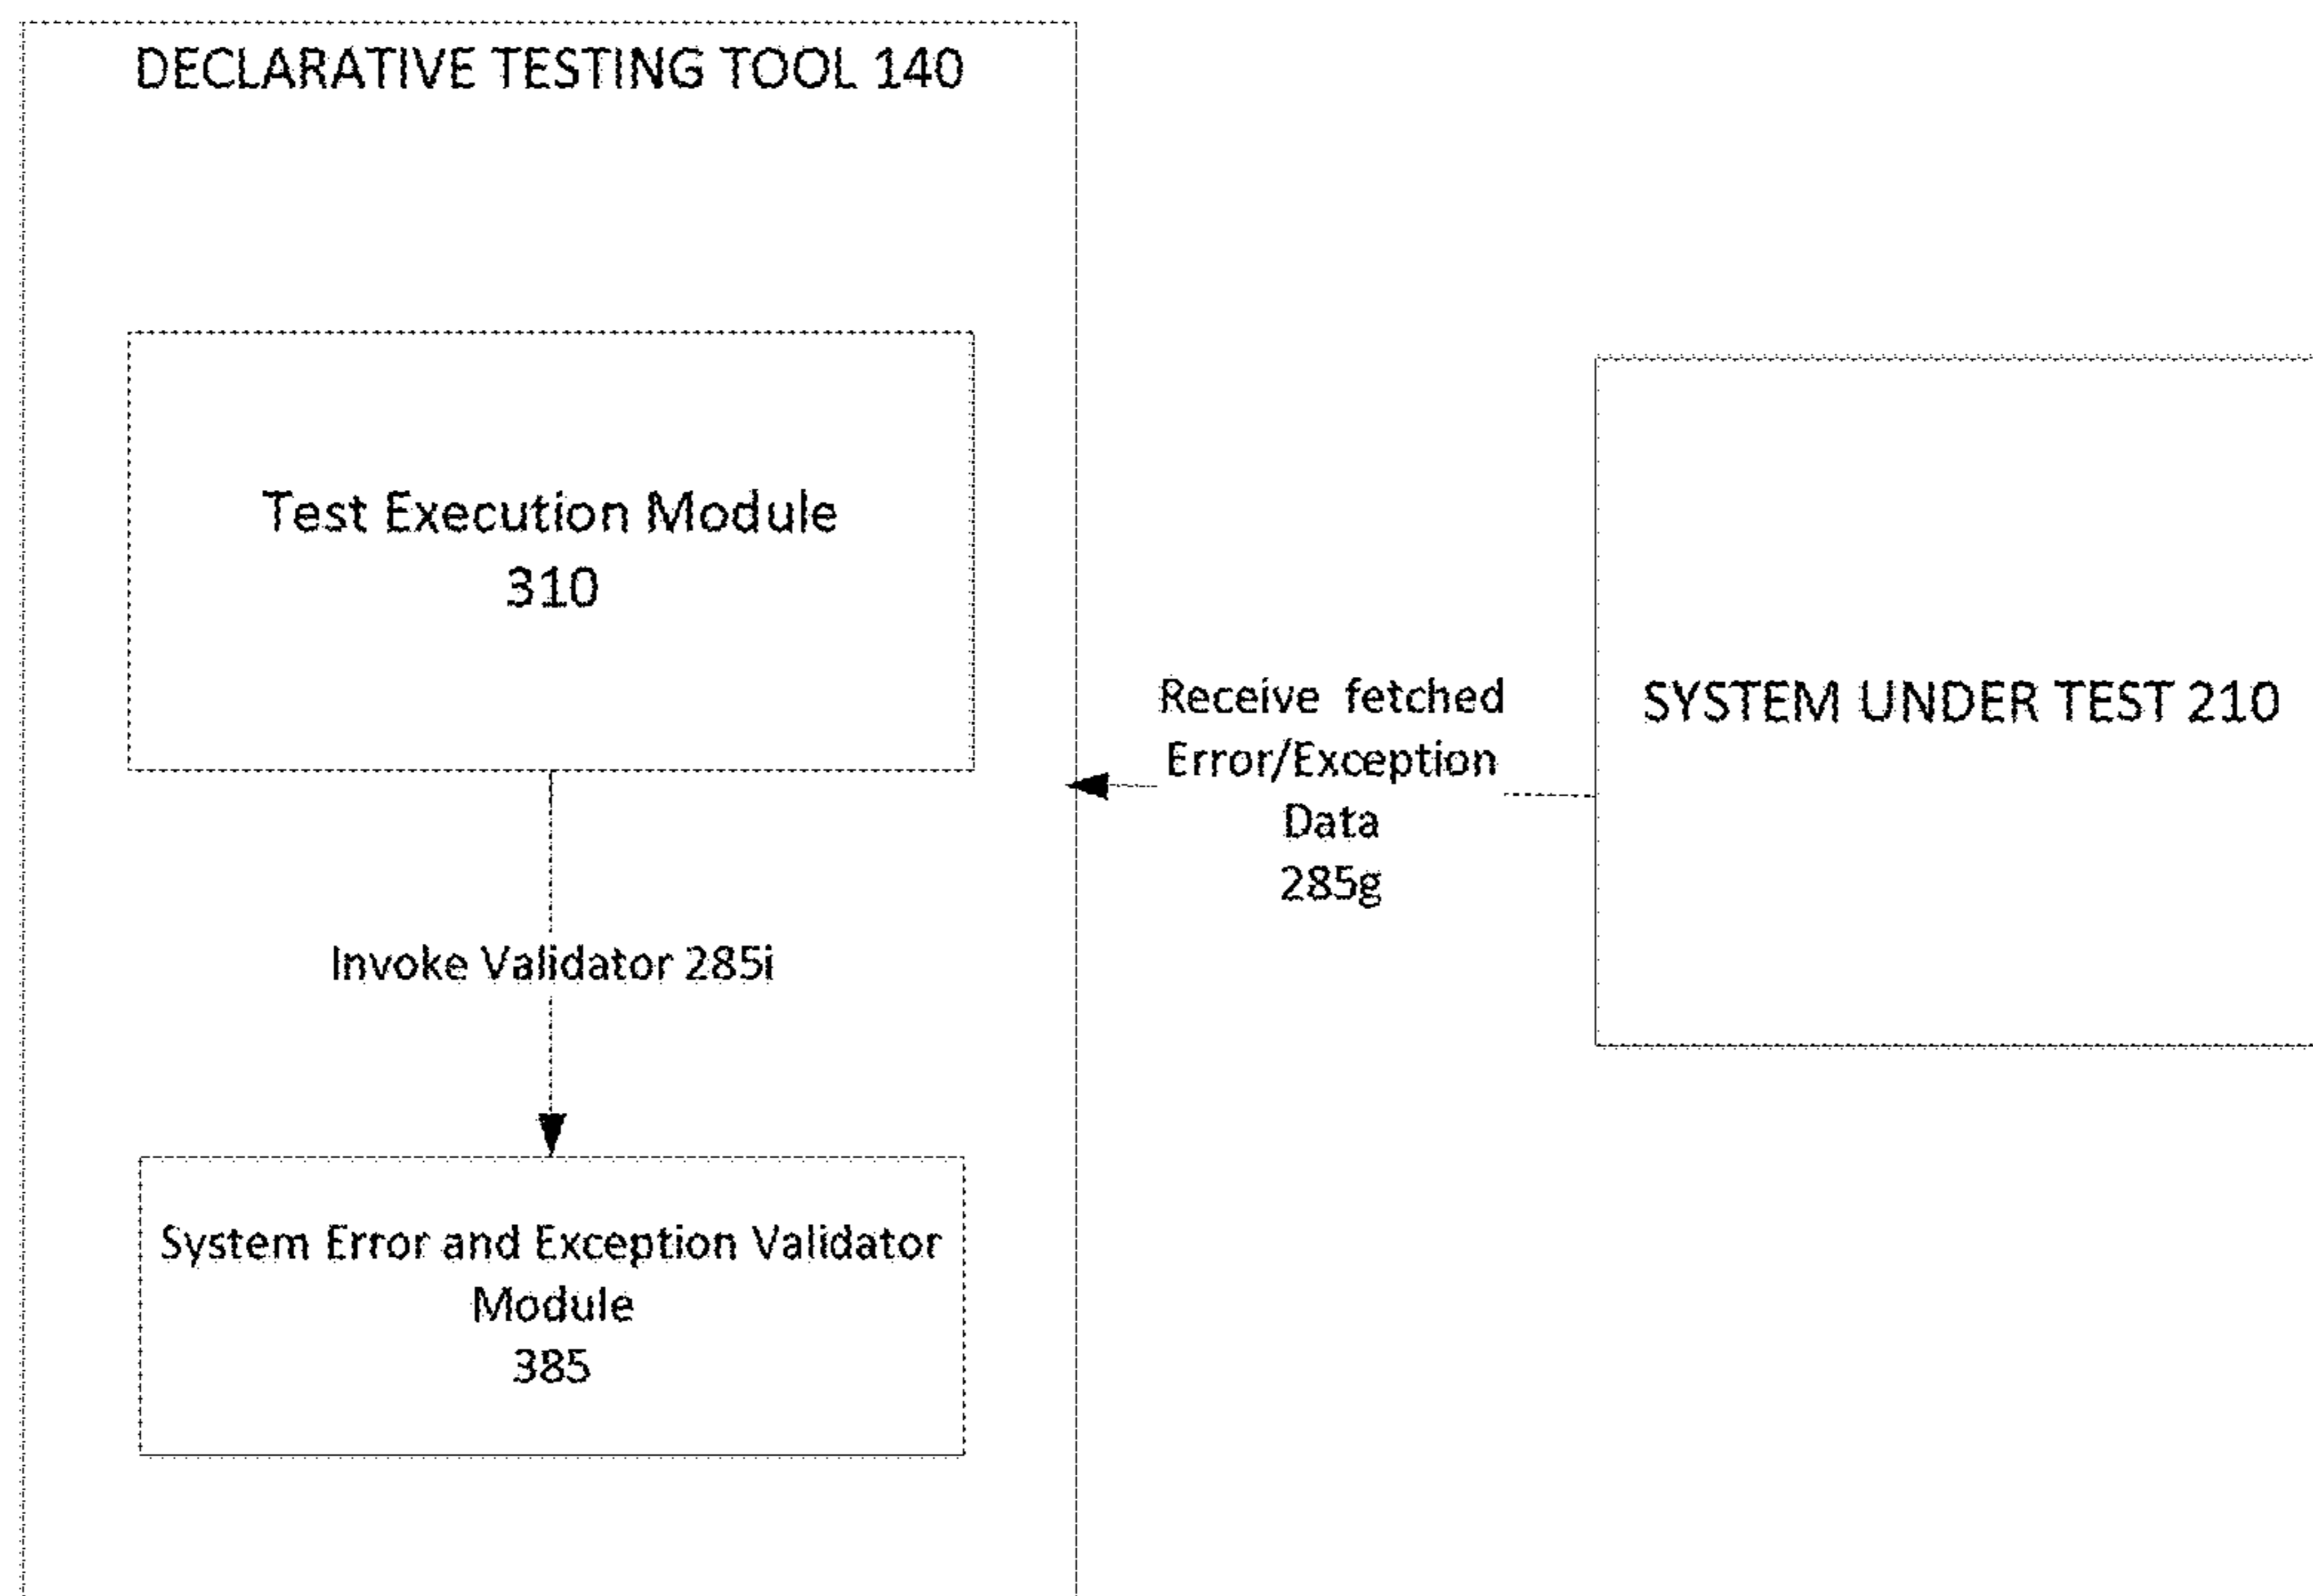 DECLARATIVE TESTING TOOL 140
Test Execution Module
310
Receive fetched
Error/Exception
Data
285g
SYSTEM UNDER TEST 210
Invoke Validator 285i
System Error and Exception Validator
Module
385